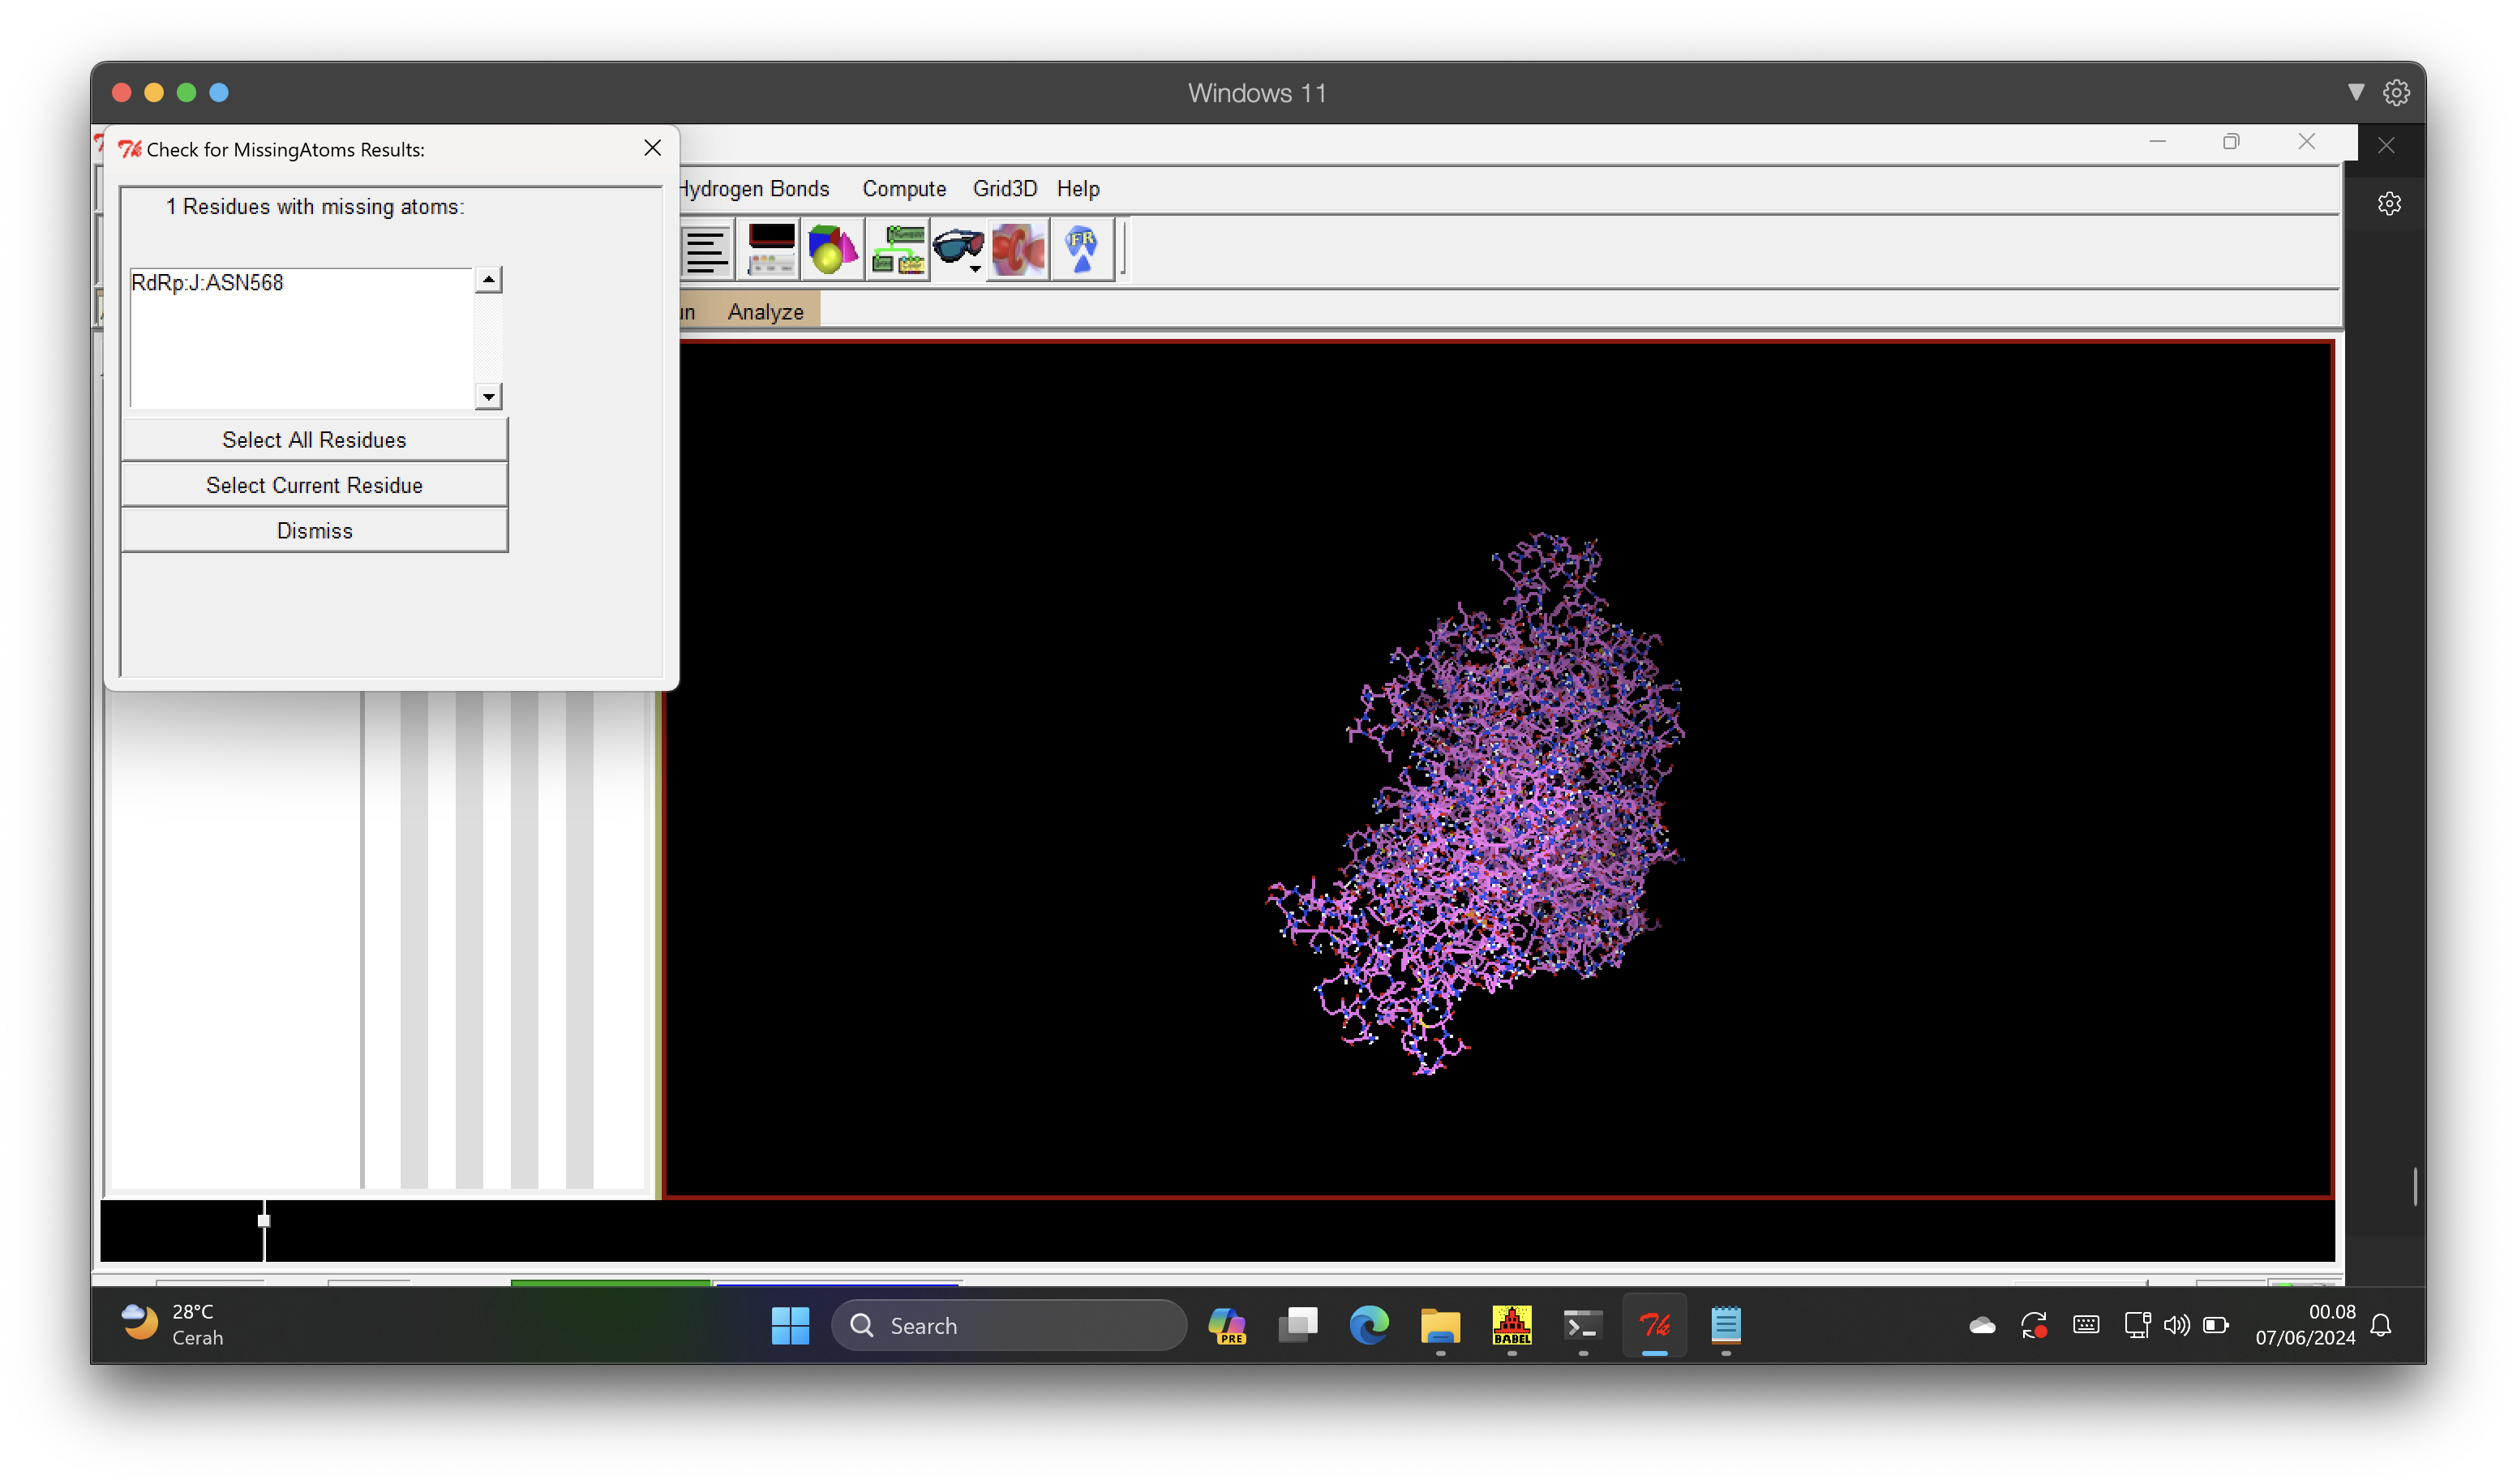 Windows 11
Check for MissingAtoms Results:
1 Residues with missing atoms:
RdRp:J:ASN568
Select All Residues
Select Current Residue
Dismiss
Hydrogen Bonds Compute Grid3D Help
FR
Analyze
28°C
Cerah
Search
PRE
BABEL
Tk
00.08
07/06/2024